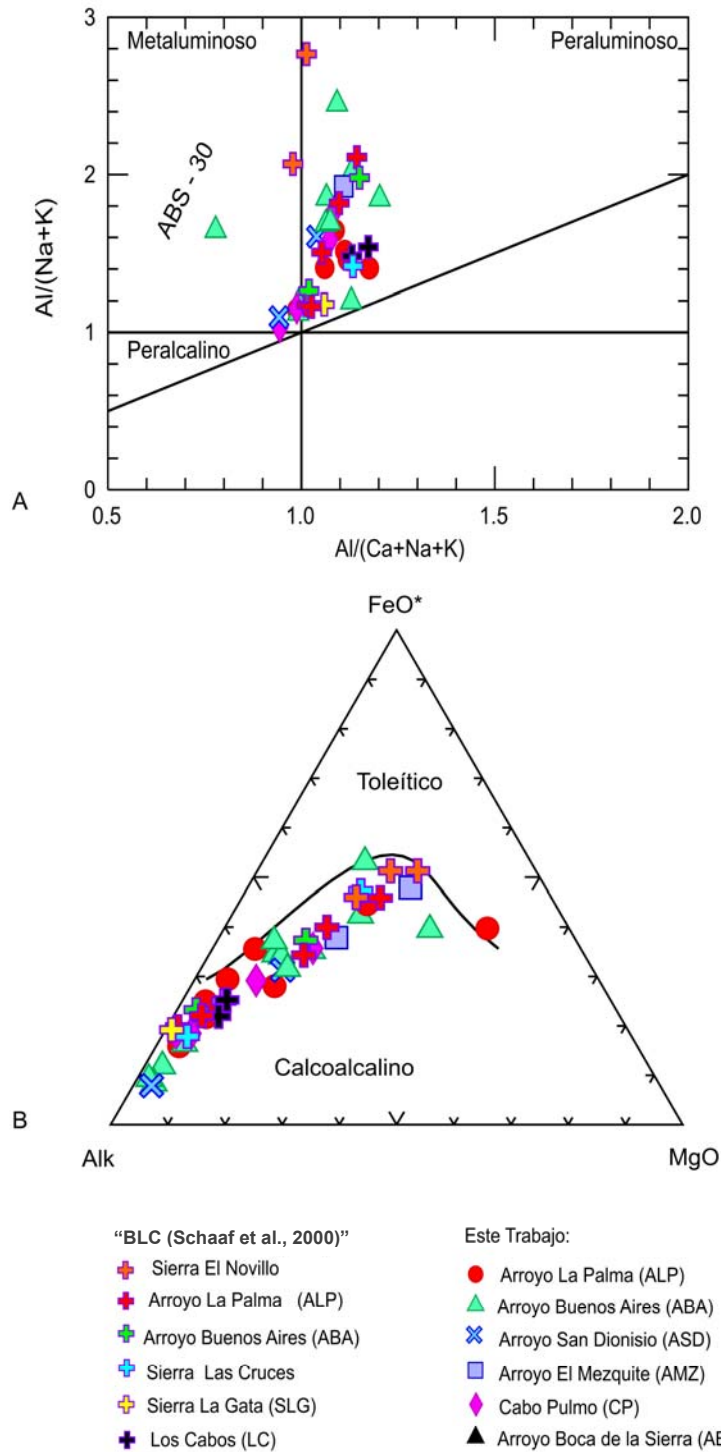 3
Metaluminoso Peraluminoso
ABS - 30
2
Al/(Na+K)
1
Peralcalino
0
A
0.5 1.0 1.5 2.0
Al/(Ca+Na+K)
FeO*
Toleítico
Calcoalcalino
B
Alk MgO
“BLC (Schaaf et al., 2000)”
Sierra El Novillo
Arroyo La Palma (ALP)
Arroyo Buenos Aires (ABA)
Sierra Las Cruces
Sierra La Gata (SLG)
Los Cabos (LC)
Este Trabajo:
Arroyo La Palma (ALP)
Arroyo Buenos Aires (ABA)
Arroyo San Dionisio (ASD)
Arroyo El Mezquite (AMZ)
Cabo Pulmo (CP)
Arroyo Boca de la Sierra